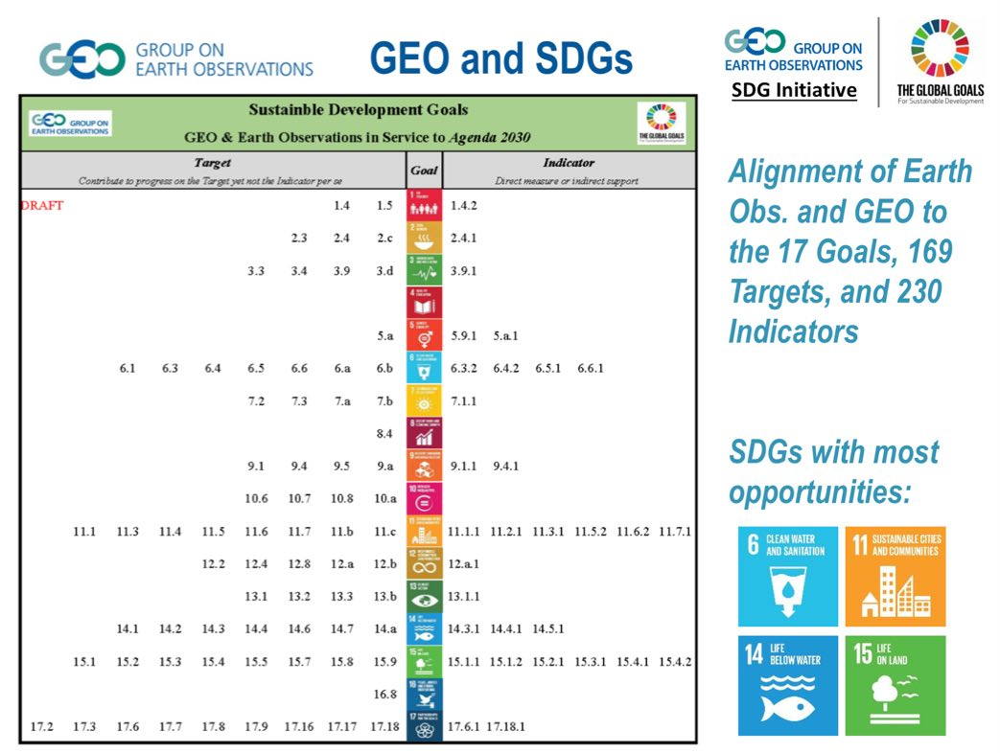 GEO GROUP ON
EARTH OBSERVATIONS
GEO and SDGs
GEO GROUP ON
EARTH OBSERVATIONS
SDG Initiative
THE GLOBAL GOALS
For Sustainable Development
GEO GROUP ON
EARTH OBSERVATIONS
Sustainble Development Goals
GEO & Earth Observations in Service to Agenda 2030
THE GLOBAL GOALS
Target Goal Indicator
Contribute to progress on the Target yet not the Indicator per se Direct measure or indirect support
DRAFT 1.4 1.5 1 1.4.2
2.3 2.4 2.c 2 2.4.1
3.3 3.4 3.9 3.d 3 3.9.1
4
5.a 5 5.9.1 5.a.1
6.1 6.3 6.4 6.5 6.6 6.a 6.b 6 6.3.2 6.4.2 6.5.1 6.6.1
7.2 7.3 7.a 7.b 7 7.1.1
8.4 8
9.1 9.4 9.5 9.a 9 9.1.1 9.4.1
10.6 10.7 10.8 10.a 10
11.1 11.3 11.4 11.5 11.6 11.7 11.b 11.c 11 11.1.1 11.2.1 11.3.1 11.5.2 11.6.2 11.7.1
12.2 12.4 12.8 12.a 12.b 12 12.a.1
13.1 13.2 13.3 13.b 13 13.1.1
14.1 14.2 14.3 14.4 14.6 14.7 14.a 14 14.3.1 14.4.1 14.5.1
15.1 15.2 15.3 15.4 15.5 15.7 15.8 15.9 15 15.1.1 15.1.2 15.2.1 15.3.1 15.4.1 15.4.2
16.8 16
17.2 17.3 17.6 17.7 17.8 17.9 17.16 17.17 17.18 17 17.6.1 17.18.1
Alignment of Earth
Obs. and GEO to
the 17 Goals, 169
Targets, and 230
Indicators
SDGs with most
opportunities:
6 CLEAN WATER
AND SANITATION
11 SUSTAINABLE CITIES
AND COMMUNITIES
14 LIFE
BELOW WATER
15 LIFE
ON LAND